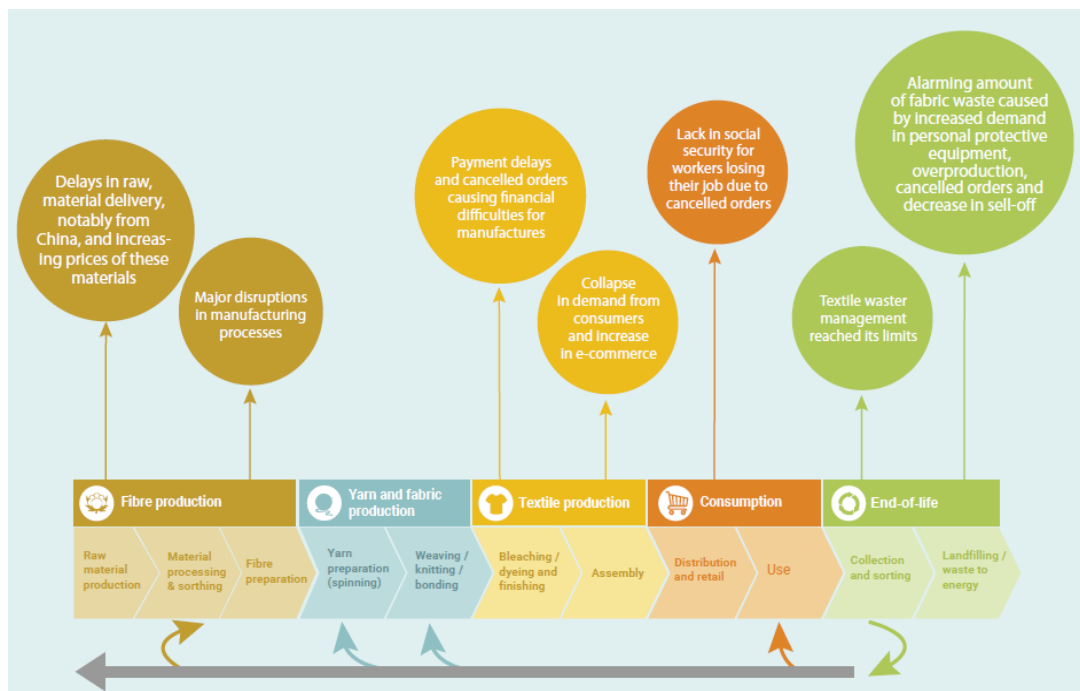 Delays in raw,
material delivery,
notably from
China, and increas-
ing prices of these
materials
Major disruptions
in manufacturing
processes
Payment delays
and cancelled orders
causing financial
difficulties for
manufactures
Collapse
in demand from
consumers
and increase
in e-commerce
Lack in social
security for
workers losing
their job due to
cancelled orders
Textile waster
management
reached its limits
Alarming amount
of fabric waste caused
by increased demand
in personal protective
equipment,
overproduction,
cancelled orders and
decrease in sell-off
Fibre production
Yarn and fabric
production
Textile production
Consumption
End-of-life
Raw
material
production
Material
processing
& sorthing
Fibre
preparation
Yarn
preparation
(spinning)
Weaving /
knitting /
bonding
Bleaching /
dyeing and
finishing
Assembly
Distribution
and retail
Use
Collection
and sorting
Landfilling /
waste to
energy